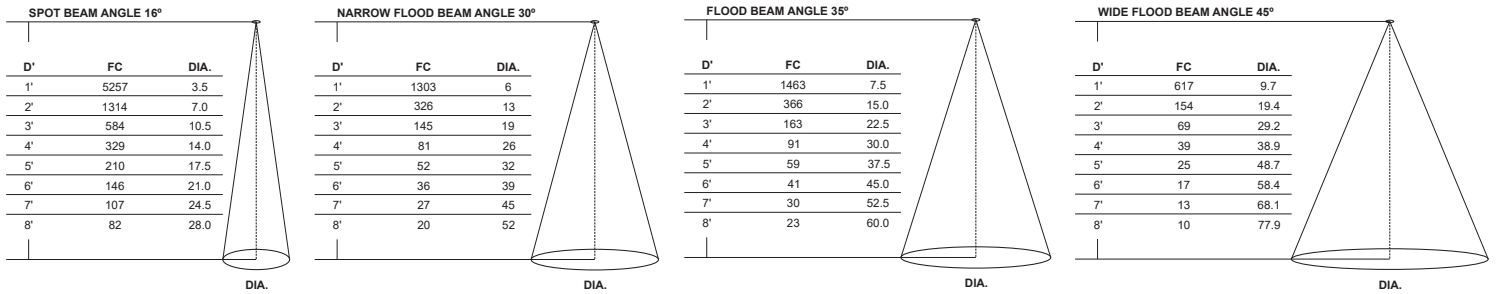 SPOT BEAM ANGLE 16º
D' FC DIA.
1' 5257 3.5
2' 1314 7.0
3' 584 10.5
4' 329 14.0
5' 210 17.5
6' 146 21.0
7' 107 24.5
8' 82 28.0
DIA.
NARROW FLOOD BEAM ANGLE 30º
D' FC DIA.
1' 1303 6
2' 326 13
3' 145 19
4' 81 26
5' 52 32
6' 36 39
7' 27 45
8' 20 52
DIA.
FLOOD BEAM ANGLE 35º
D' FC DIA.
1' 1463 7.5
2' 366 15.0
3' 163 22.5
4' 91 30.0
5' 59 37.5
6' 41 45.0
7' 30 52.5
8' 23 60.0
DIA.
WIDE FLOOD BEAM ANGLE 45º
D' FC DIA.
1' 617 9.7
2' 154 19.4
3' 69 29.2
4' 39 38.9
5' 25 48.7
6' 17 58.4
7' 13 68.1
8' 10 77.9
DIA.